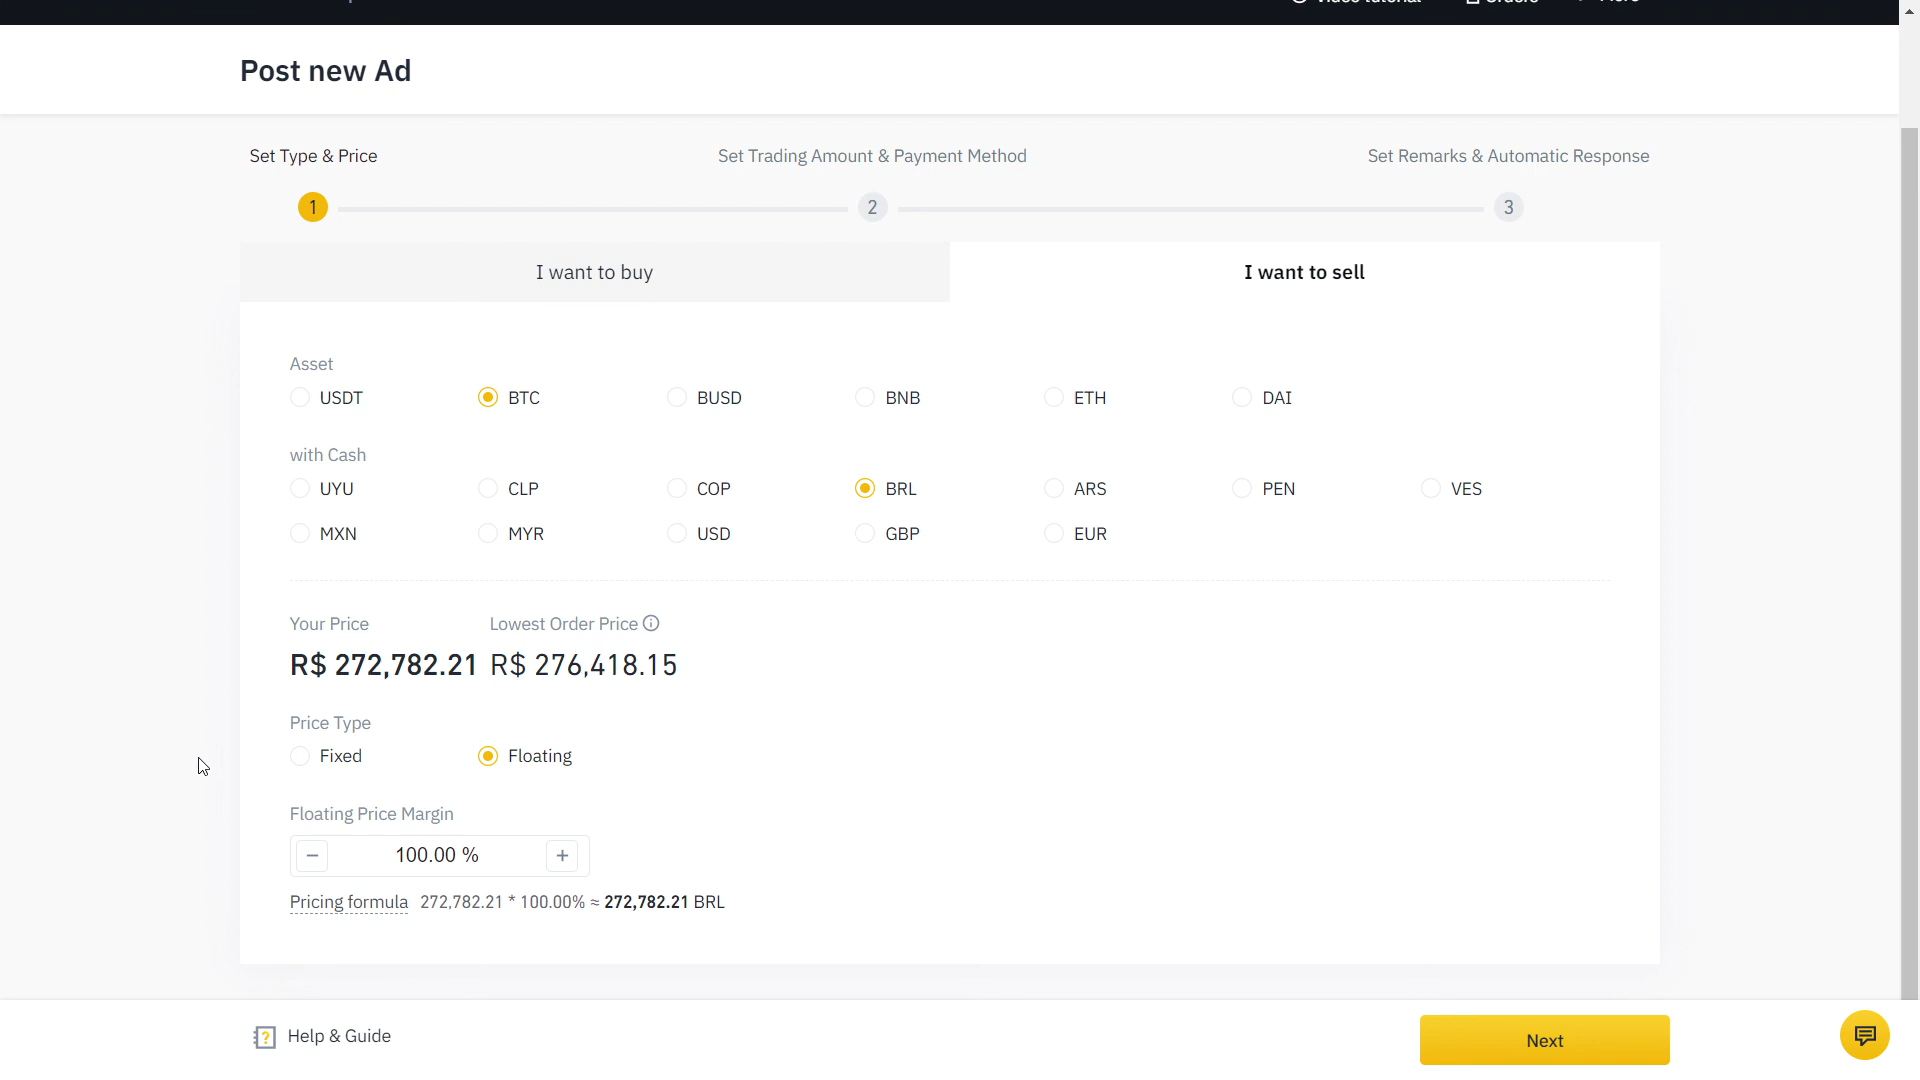 Post new Ad
Set Type & Price
Set Trading Amount & Payment Method
Set Remarks & Automatic Response
1
2
3
I want to buy
I want to sell
Asset
USDT
BTC
BUSD
BNB
ETH
DAI
with Cash
UYU
CLP
COP
BRL
ARS
PEN
VES
MXN
MYR
USD
GBP
EUR
Your Price
Lowest Order Price
R$ 272,782.21
R$ 276,418.15
Price Type
Fixed
Floating
Floating Price Margin
− 100.00 % +
Pricing formula 272,782.21 * 100.00% ≈ 272,782.21 BRL
Help & Guide
Next